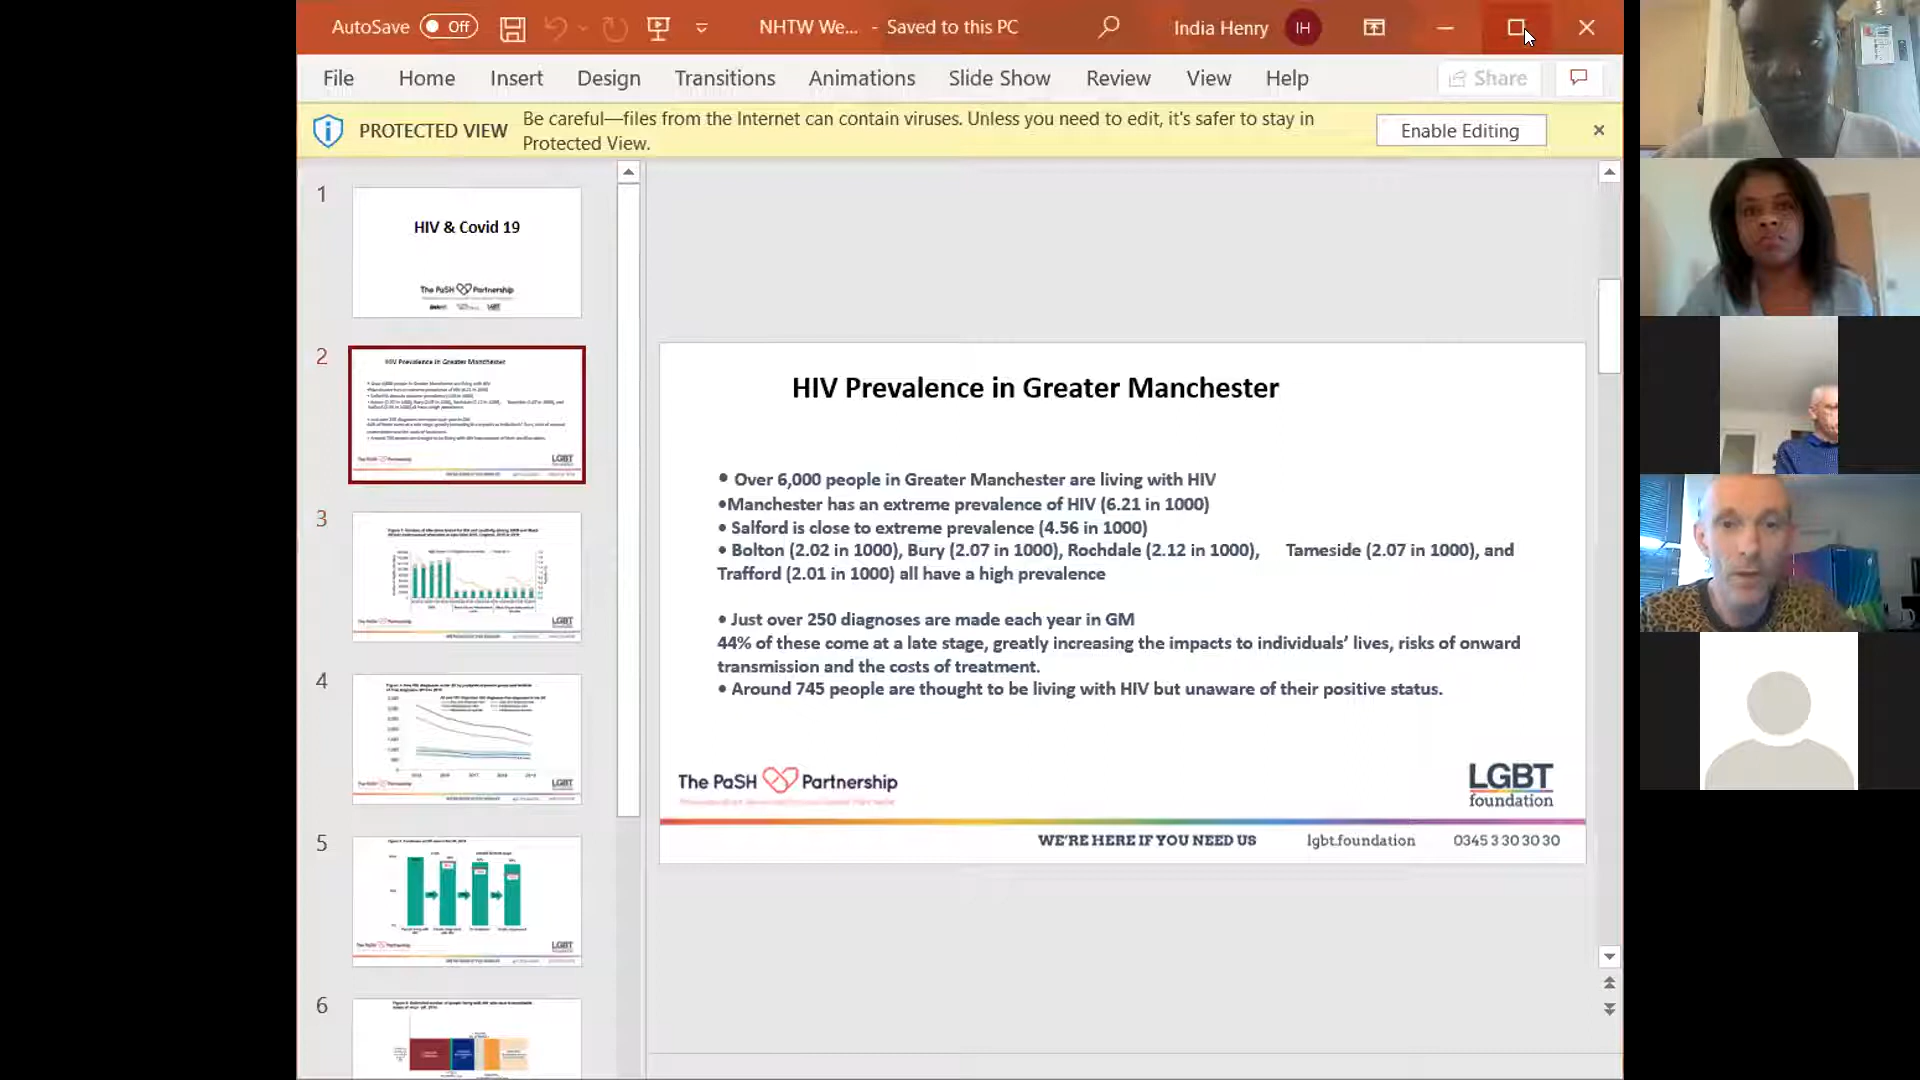 AutoSave Off NHTW We... - Saved to this PC India Henry IH
File Home Insert Design Transitions Animations Slide Show Review View Help Share
PROTECTED VIEW Be careful—files from the Internet can contain viruses. Unless you need to edit, it's safer to stay in
Protected View.
Enable Editing
1
HIV & Covid 19
The PaSH Partnership
LGBT
2
HIV Prevalence in Greater Manchester
3
4
5
6
HIV Prevalence in Greater Manchester
• Over 6,000 people in Greater Manchester are living with HIV
•Manchester has an extreme prevalence of HIV (6.21 in 1000)
• Salford is close to extreme prevalence (4.56 in 1000)
• Bolton (2.02 in 1000), Bury (2.07 in 1000), Rochdale (2.12 in 1000), Tameside (2.07 in 1000), and
Trafford (2.01 in 1000) all have a high prevalence
• Just over 250 diagnoses are made each year in GM
44% of these come at a late stage, greatly increasing the impacts to individuals’ lives, risks of onward
transmission and the costs of treatment.
• Around 745 people are thought to be living with HIV but unaware of their positive status.
The PaSH Partnership
LGBT
foundation
WE'RE HERE IF YOU NEED US lgbt.foundation 0345 3 30 30 30